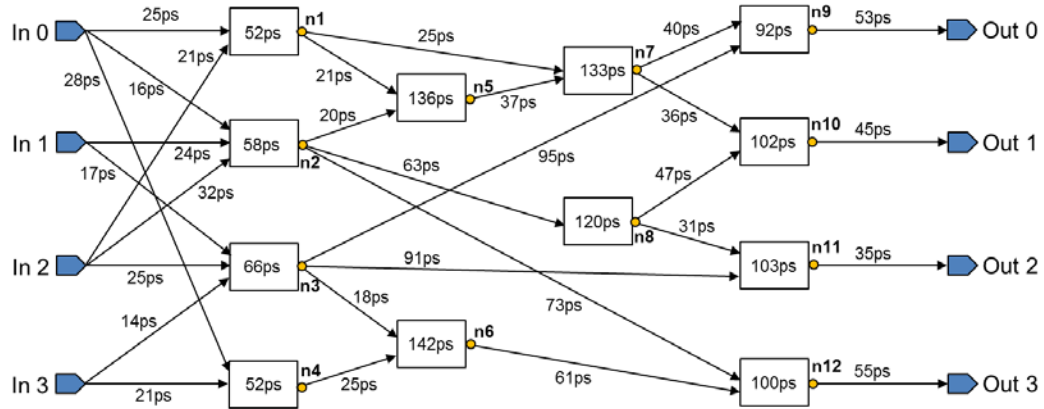 25ps
n1
n9
53ps
In 0
52ps
25ps
40ps
92ps
Out 0
21ps
n7
28ps
21ps
133ps
16ps
136ps
n5
37ps
20ps
36ps
n10
45ps
In 1
58ps
102ps
Out 1
24ps
n2
63ps
95ps
17ps
47ps
32ps
120ps
31ps
n8
n11
35ps
In 2
66ps
91ps
103ps
Out 2
25ps
n3
18ps
73ps
14ps
142ps
n6
n4
61ps
n12
55ps
In 3
52ps
100ps
Out 3
21ps
25ps